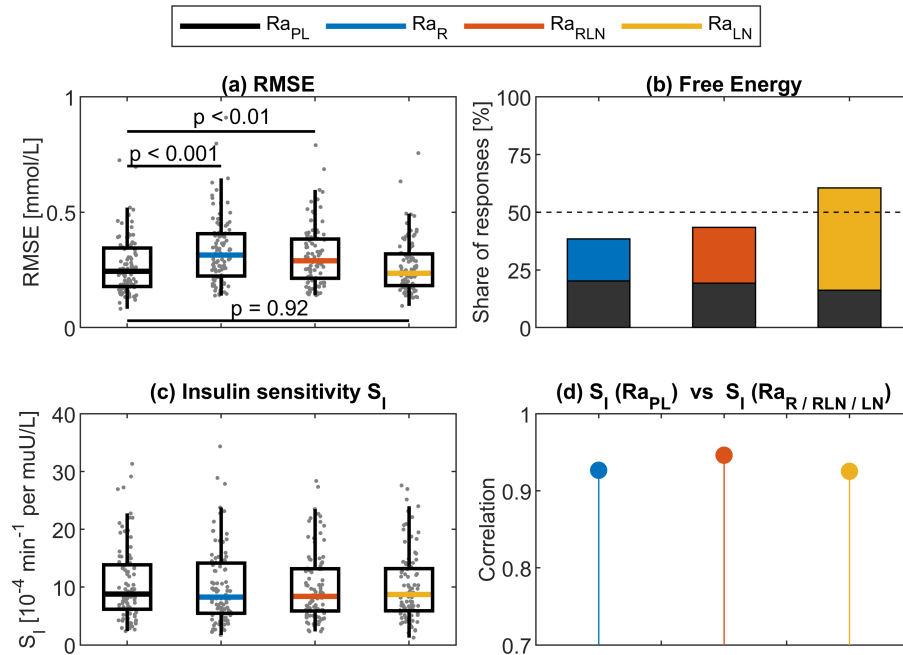 Ra_PL Ra_R Ra_RLN Ra_LN
(a) RMSE
RMSE [mmol/L]
1
0.5
0
p < 0.01
p < 0.001
p = 0.92
(b) Free Energy
Share of responses [%]
100
75
50
25
0
(c) Insulin sensitivity S_I
S_I [10^-4 min^-1 per muU/L]
40
30
20
10
0
(d) S_I (Ra_PL) vs S_I (Ra_R / RLN / LN)
Correlation
1
0.9
0.8
0.7